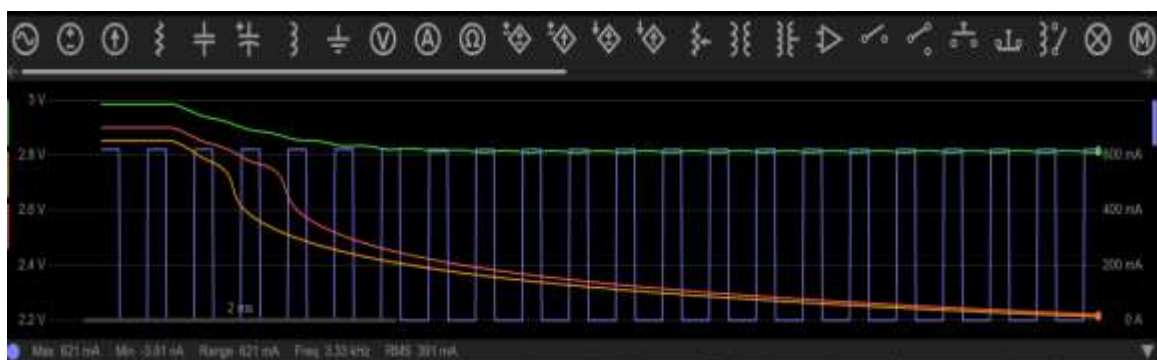 V A Ω M
3 V
2.8 V
600 mA
2.6 V
400 mA
2.4 V
200 mA
2 ms
2.2 V
0 A
Max: 621 mA Min: -3.81 nA Range: 621 mA Freq: 3.33 kHz RMS: 391 mA